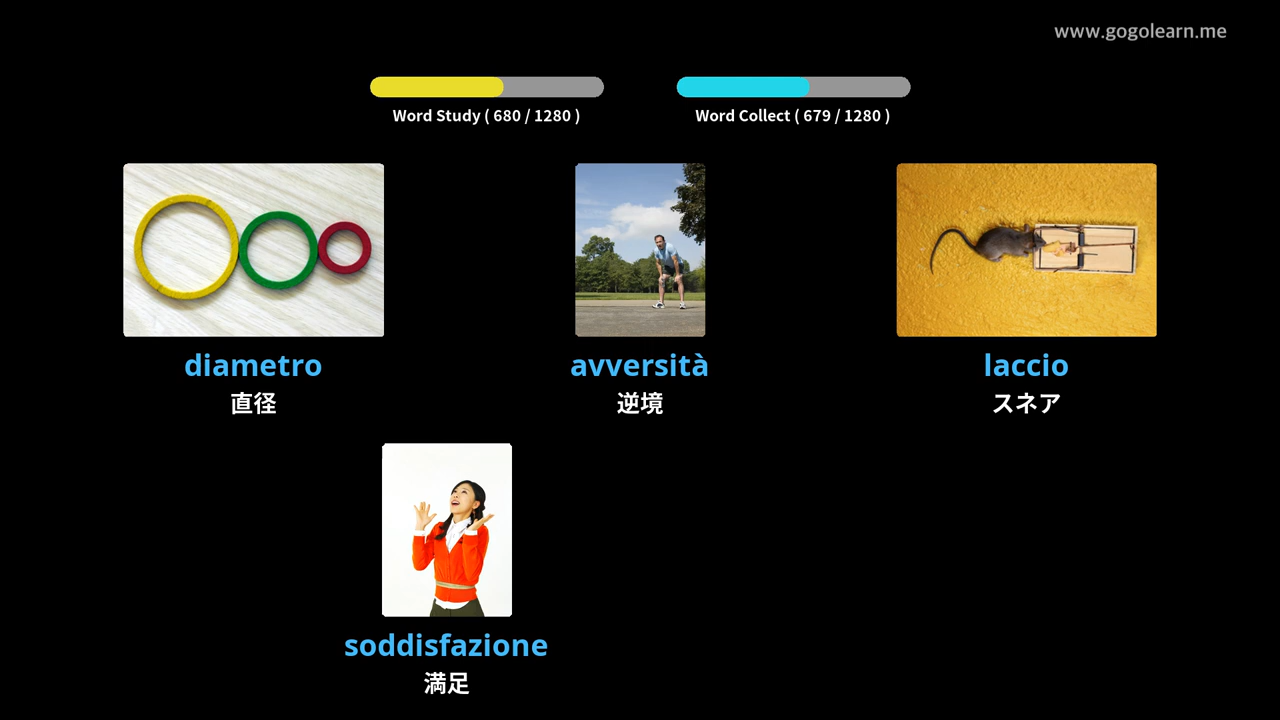 www.gogolearn.me
Word Study ( 680 / 1280 )
Word Collect ( 679 / 1280 )
diametro
直径
avversità
逆境
laccio
スネア
soddisfazione
満足